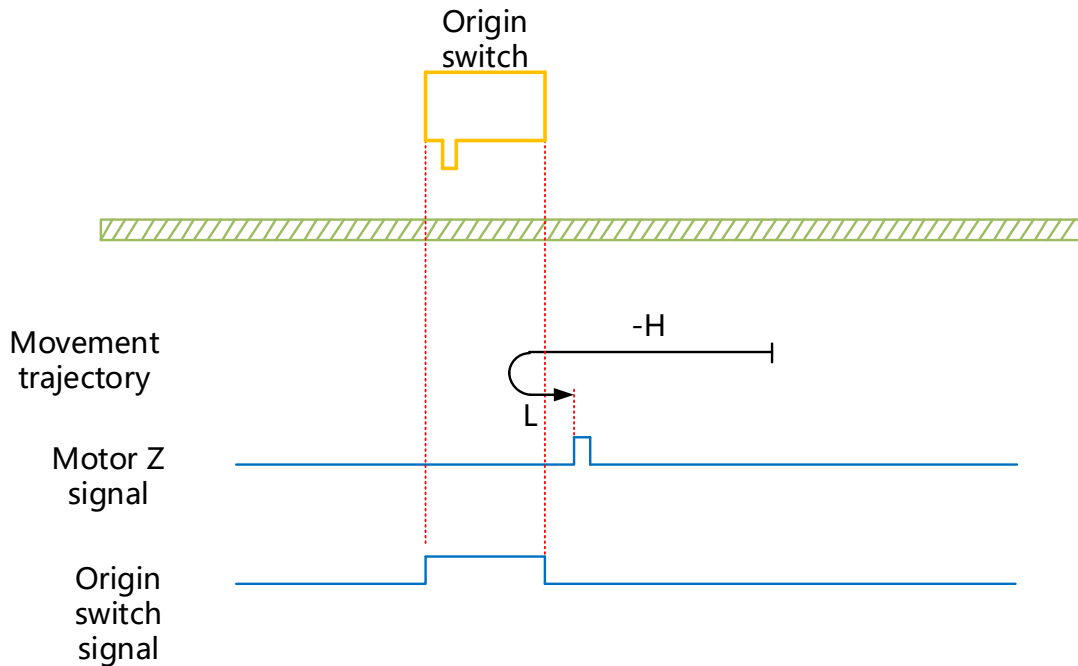 Origin
switch
-H
Movement
trajectory
L
Motor Z
signal
Origin
switch
signal